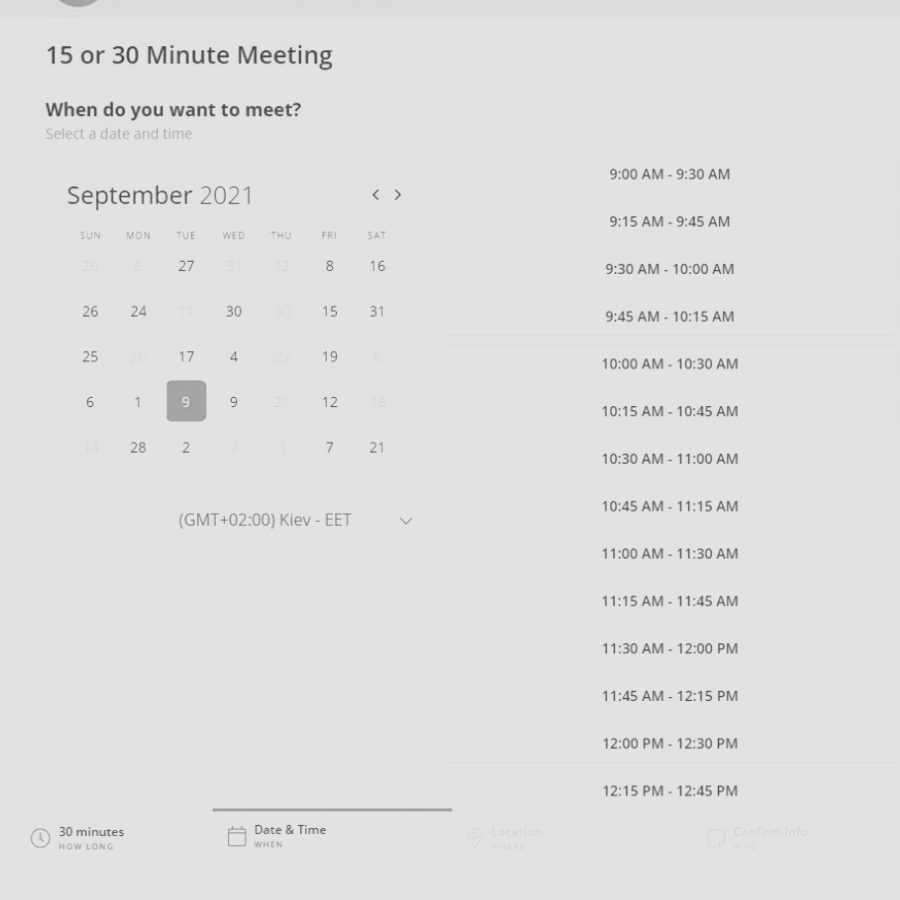 15 or 30 Minute Meeting
When do you want to meet?
Select a date and time
September 2021
SUN MON TUE WED THU FRI SAT
26 6 27 31 12 8 16
26 24 11 30 30 15 31
25 26 17 4 22 19 6
6 1 9 9 21 12 16
14 28 2 7 3 7 21
(GMT+02:00) Kiev - EET
9:00 AM - 9:30 AM
9:15 AM - 9:45 AM
9:30 AM - 10:00 AM
9:45 AM - 10:15 AM
10:00 AM - 10:30 AM
10:15 AM - 10:45 AM
10:30 AM - 11:00 AM
10:45 AM - 11:15 AM
11:00 AM - 11:30 AM
11:15 AM - 11:45 AM
11:30 AM - 12:00 PM
11:45 AM - 12:15 PM
12:00 PM - 12:30 PM
12:15 PM - 12:45 PM
30 minutes
HOW LONG
Date & Time
WHEN
Location
WHERE
Confirm Info
WHO